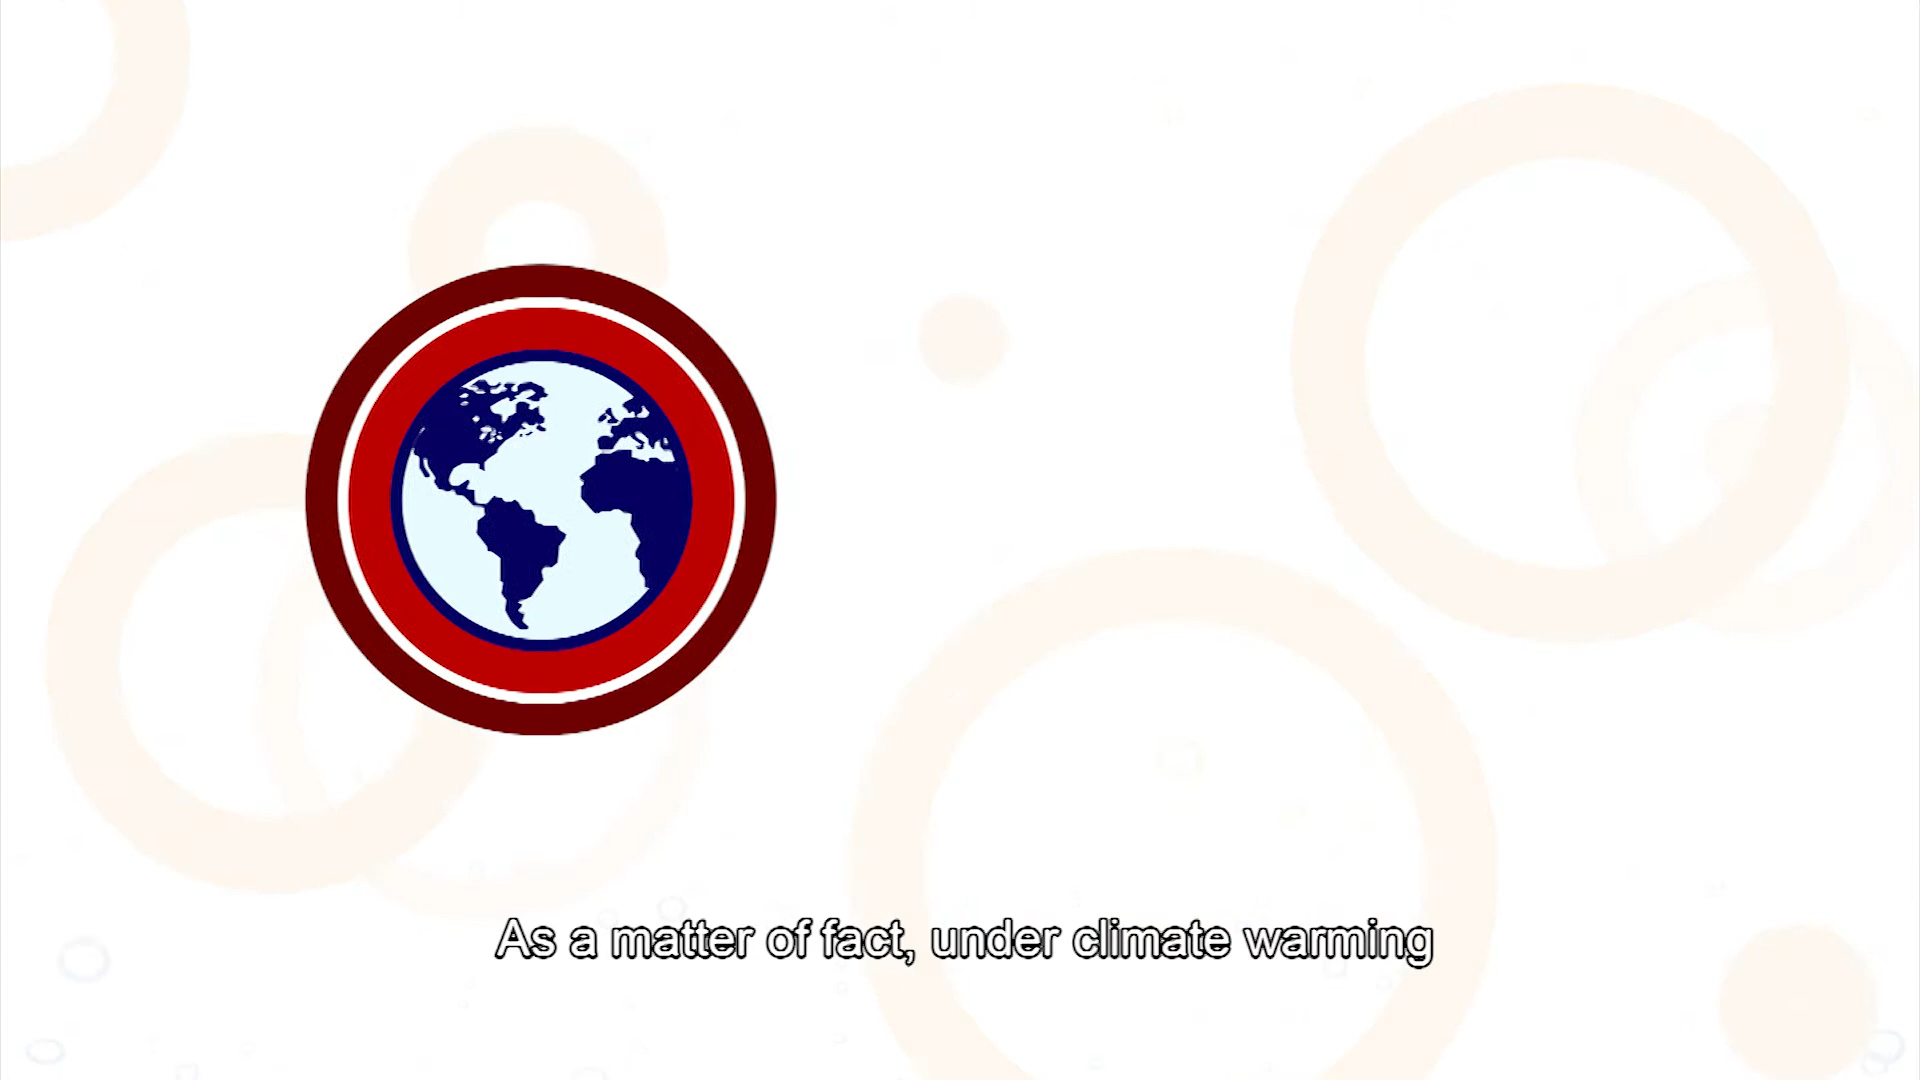 As a matter of fact, under climate warming